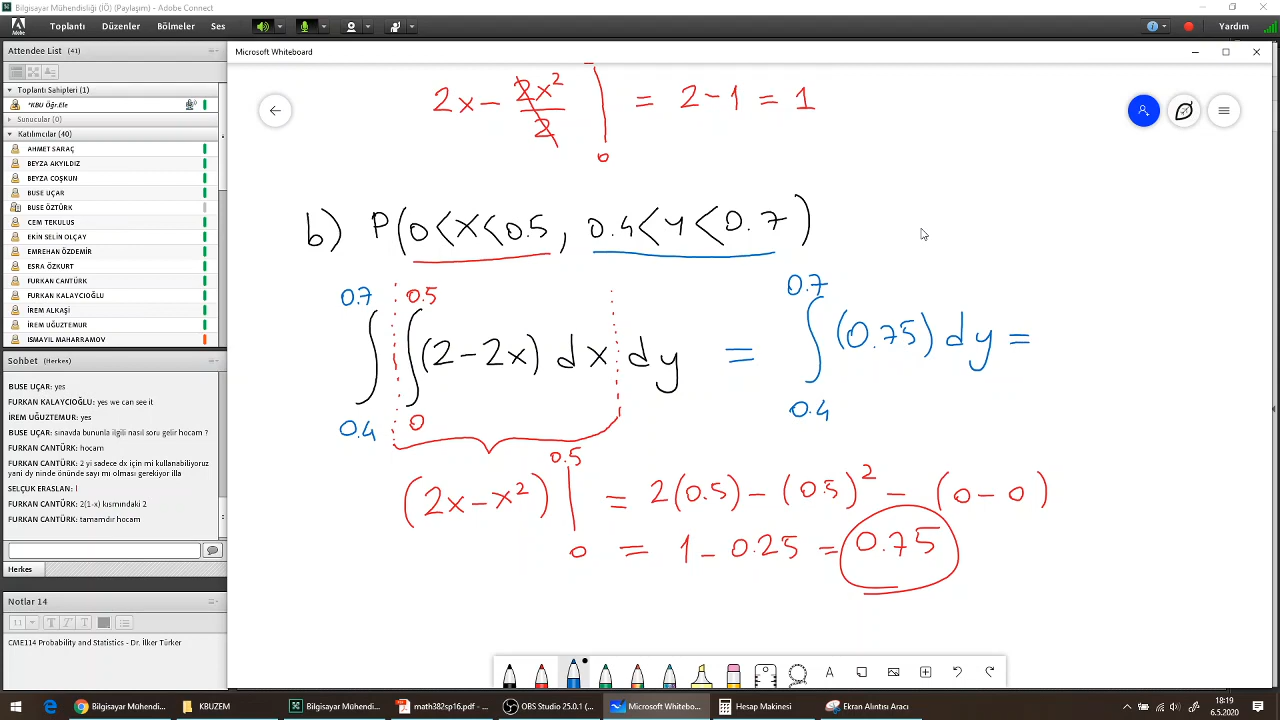 Bilgisayar Mühendisliği (İÖ) (Paylaşım) - Adobe Connect
Toplantı Düzenler Bölmeler Ses Yardım
Attendee List (41)
Microsoft Whiteboard
Toplantı Sahipleri (1)
*KBU Öğr.Ele
Sunucular (0)
Katılımcılar (40)
AHMET SARAÇ
BEYZA AKYILDIZ
BEYZA COŞKUN
BUSE UÇAR
BUSE ÖZTÜRK
CEM TEKULUS
EKİN SELİN OLÇAY
EMREHAN ÖZDEMİR
ESRA ÖZKURT
FURKAN CANTÜRK
FURKAN KALAYCIOĞLU
İREM ALKAŞİ
İREM UĞUZTEMUR
ISMAYIL MAHARRAMOV
Sohbet (Herkes)
BUSE UÇAR: yes
FURKAN KALAYCIOĞLU: yes we can see it
İREM UĞUZTEMUR: yes
BUSE UÇAR: sınavda bununla ilgili nasıl soru gelir hocam ?
FURKAN CANTÜRK: hocam
FURKAN CANTÜRK: 2 yi sadece dx için mi kullanabiliyoruz
yani dy ninde önünde sayı mı olması gerekiyor illa
SELÇUK ERASLAN: l
FURKAN CANTÜRK: 2(1-x) kısmındaki 2
FURKAN CANTÜRK: tamamdır hocam
Herkes
Notlar 14
11 T T T
CME114 Probability and Statistics - Dr. İlker Türker
2x - 2x²/2 | 0 = 2-1 = 1
b) P(0<X<0.5, 0.4<Y<0.7)
0.7 0.5 0.7
∫ ∫ (2-2x) dx dy = ∫ (0.75) dy =
0.4 0 0.4
0.5
(2x-x²) | = 2(0.5) - (0.5)² - (0-0)
0 = 1 - 0.25 = 0.75
A
Bilgisayar Mühendi...
KRUZEM
Bilgisayar Mühendi...
math382sp16.pdf - ...
OBS Studio 25.0.1 (...
Microsoft Whitebo...
Hesap Makinesi
Ekran Alıntısı Aracı
18:19
6.5.2020